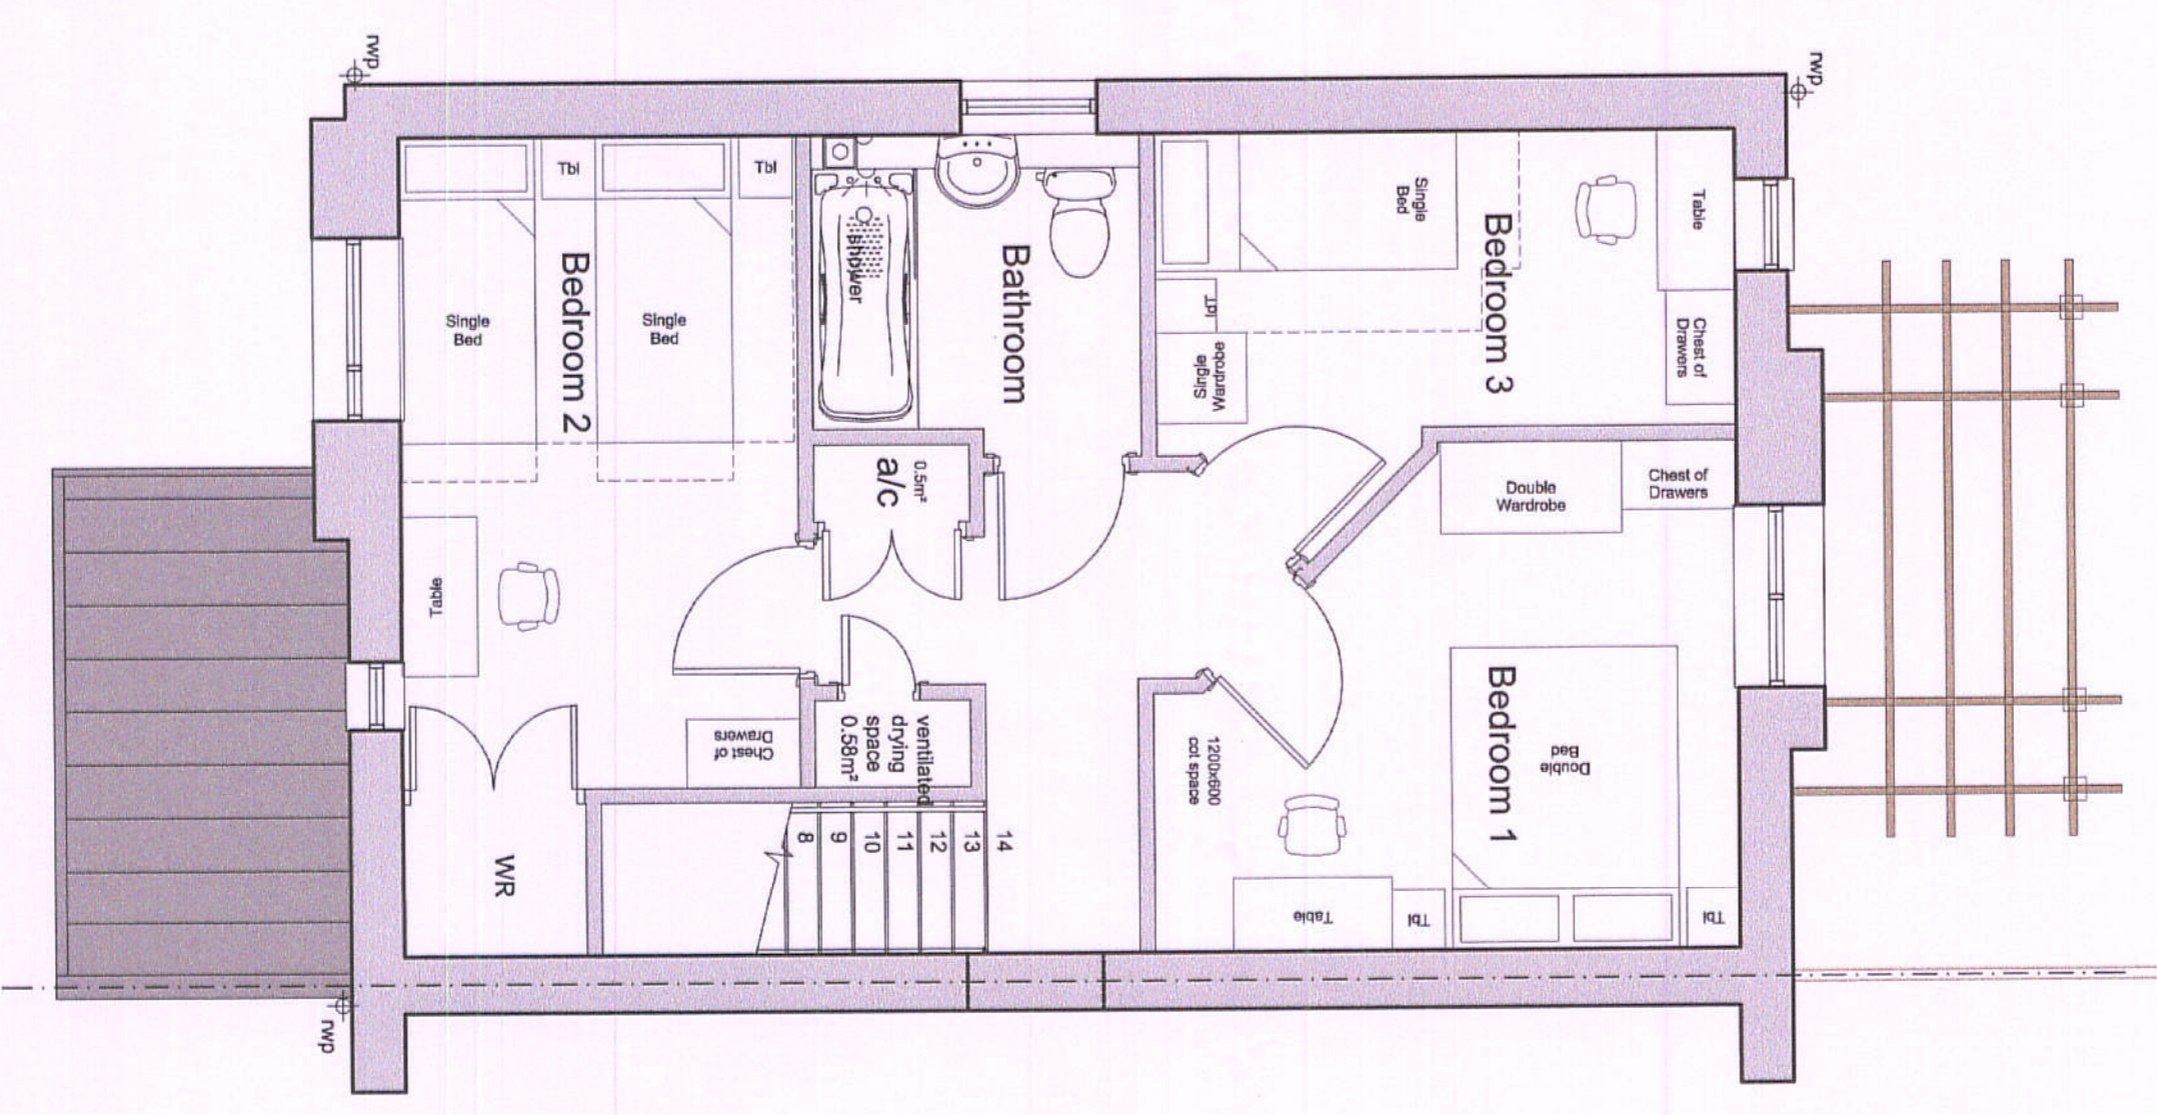 rwp
rwp
Tbl
Tbl
Single
Bed
Single
Bed
Bedroom 2
Table
Chest of
Drawers
WR
shower
Bathroom
0.5m²
a/c
ventilated
drying
space
0.58m²
8
9
10
11
12
13
14
Single
Bed
Bedroom 3
Table
Chest of
Drawers
Tbl
Single
Wardrobe
Double
Wardrobe
Chest of
Drawers
Bedroom 1
Double
Bed
1200x600
cot space
Table
Tbl
Tbl
rwp